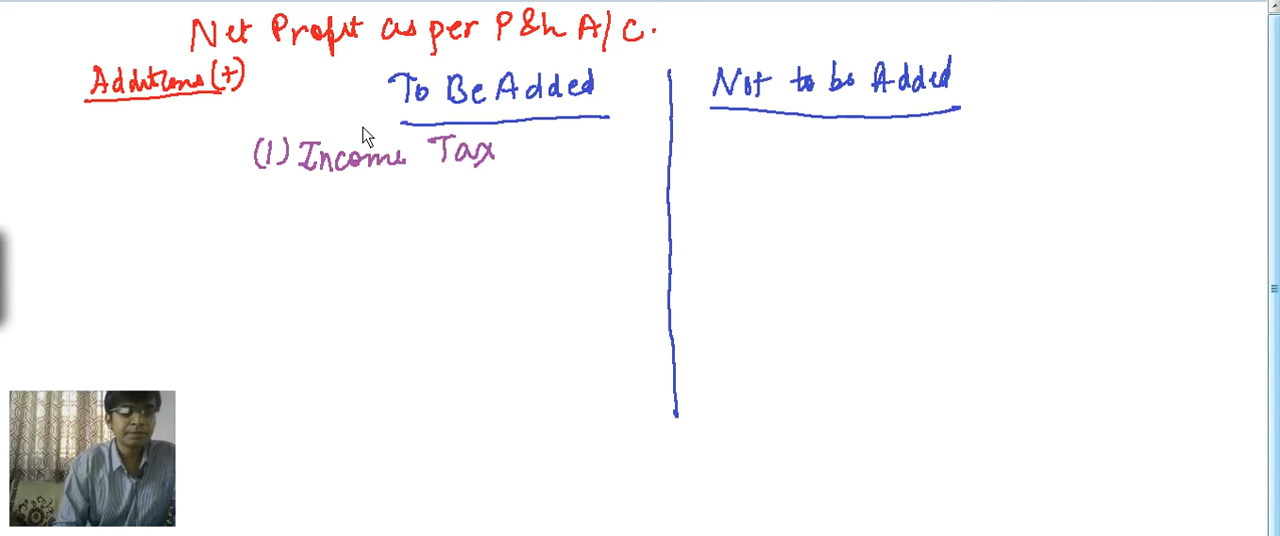 Net Profit as per P&L A/C.
Additions (+)
To Be Added
Not to be Added
(1) Income Tax